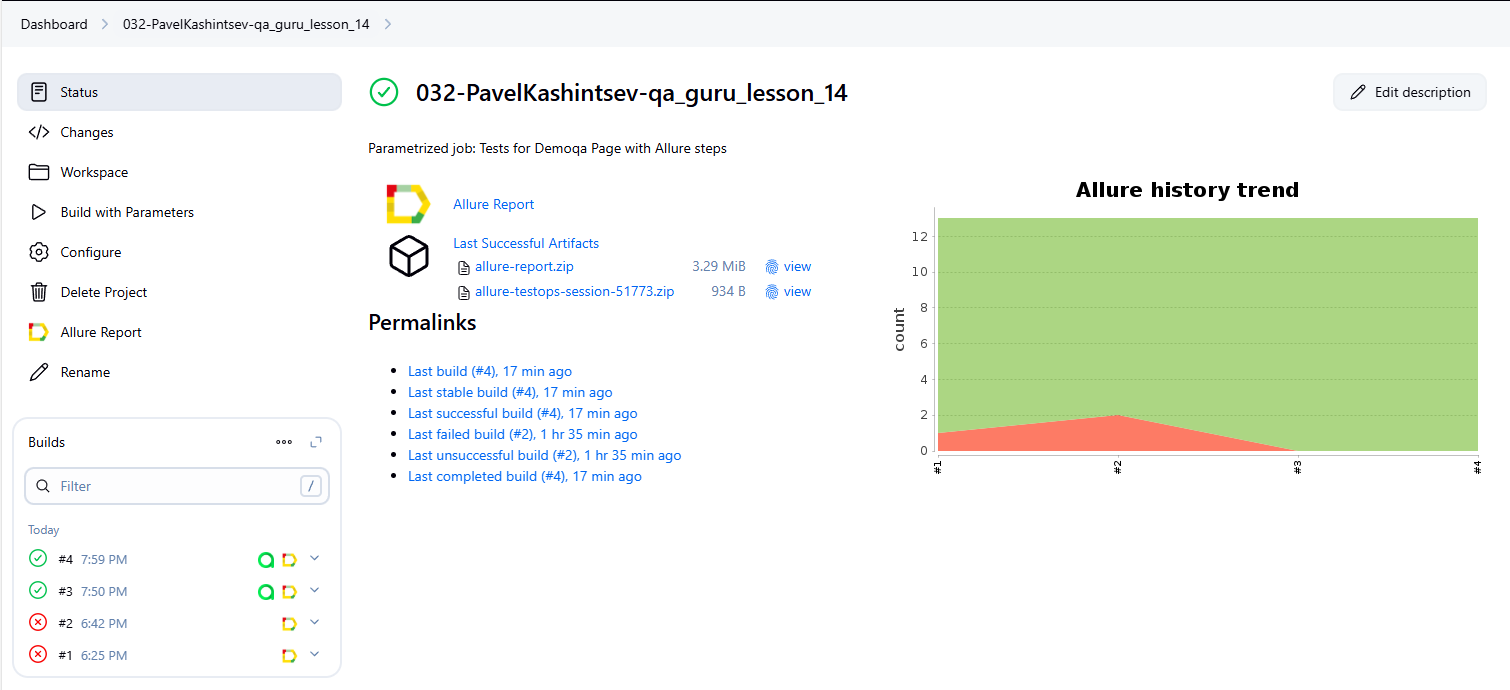 Dashboard
032-PavelKashintsev-qa_guru_lesson_14
Status
Changes
Workspace
Build with Parameters
Configure
Delete Project
Allure Report
Rename
Builds
Filter
/
Today
#4 7:59 PM
#3 7:50 PM
#2 6:42 PM
#1 6:25 PM
032-PavelKashintsev-qa_guru_lesson_14
Edit description
Parametrized job: Tests for Demoqa Page with Allure steps
Allure Report
Last Successful Artifacts
allure-report.zip 3.29 MiB view
allure-testops-session-51773.zip 934 B view
Permalinks
Last build (#4), 17 min ago
Last stable build (#4), 17 min ago
Last successful build (#4), 17 min ago
Last failed build (#2), 1 hr 35 min ago
Last unsuccessful build (#2), 1 hr 35 min ago
Last completed build (#4), 17 min ago
Allure history trend
count
12
10
8
6
4
2
0
#1
#2
#3
#4